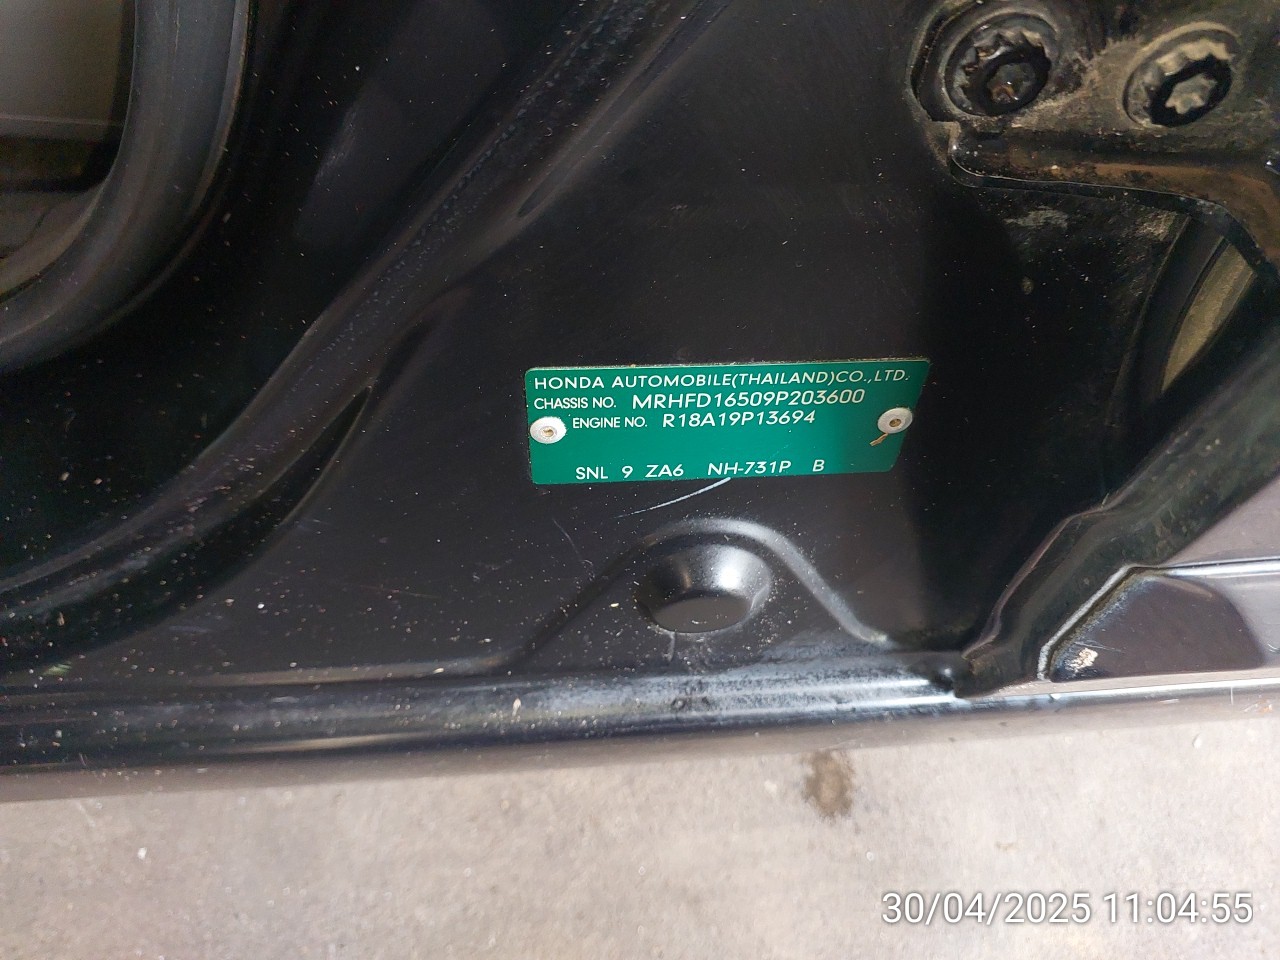 HONDA AUTOMOBILE(THAILAND)CO.,LTD.
CHASSIS NO. MRHFD16509P203600
ENGINE NO. R18A19P13694
SNL 9 ZA6 NH-731P B
30/04/2025 11:04:55